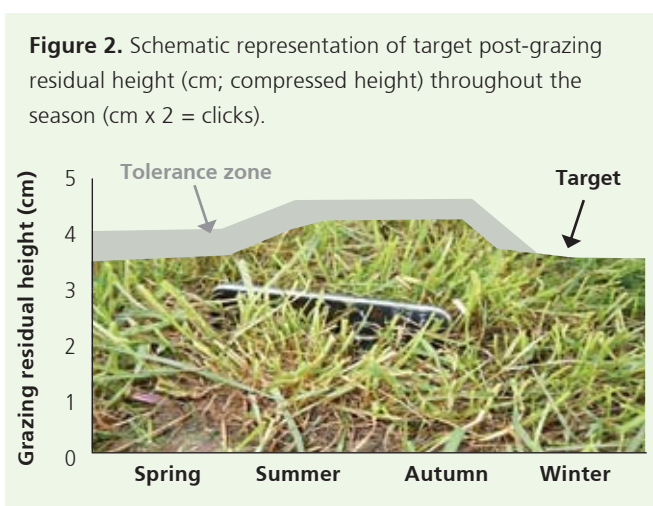 Figure 2. Schematic representation of target post-grazing
residual height (cm; compressed height) throughout the
season (cm x 2 = clicks).
Tolerance zone
Target
Grazing residual height (cm)
5
4
3
2
1
0
Spring Summer Autumn Winter